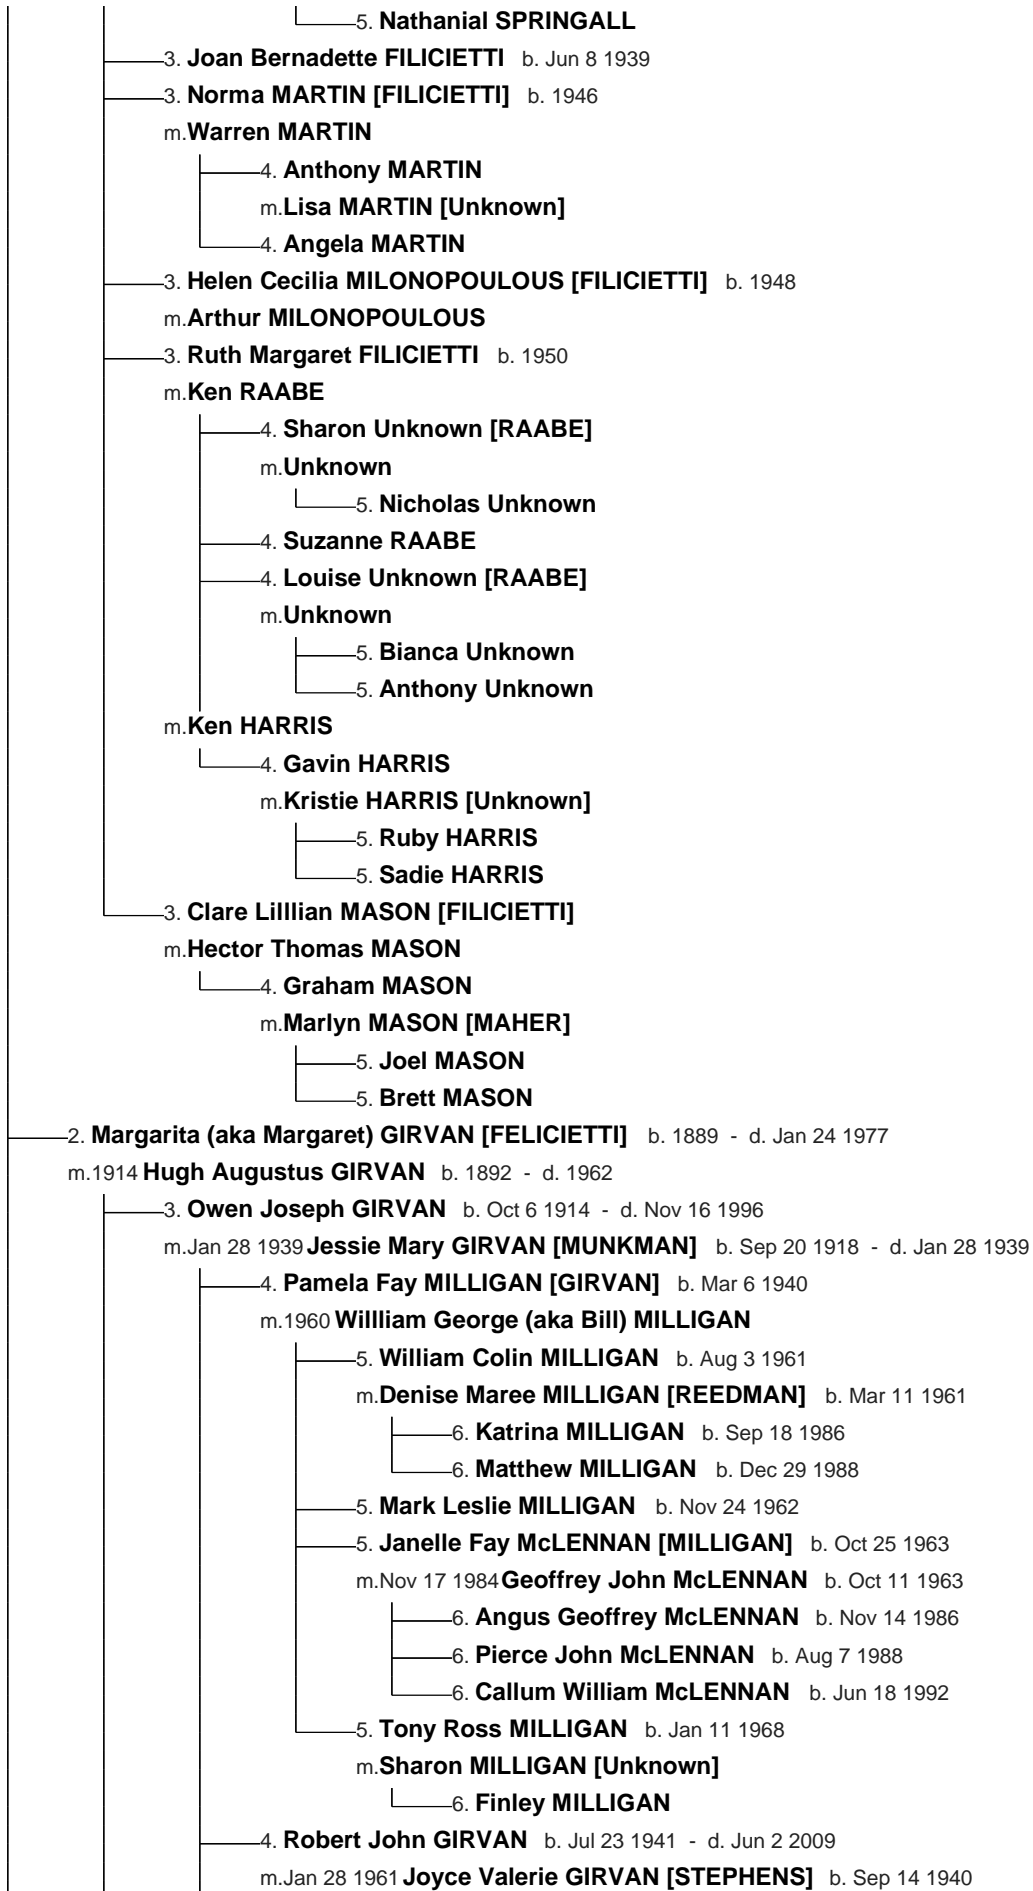 5. Nathanial SPRINGALL
3. Joan Bernadette FILICIETTI b. Jun 8 1939
3. Norma MARTIN [FILICIETTI] b. 1946
m.Warren MARTIN
4. Anthony MARTIN
m.Lisa MARTIN [Unknown]
4. Angela MARTIN
3. Helen Cecilia MILONOPOULOUS [FILICIETTI] b. 1948
m.Arthur MILONOPOULOUS
3. Ruth Margaret FILICIETTI b. 1950
m.Ken RAABE
4. Sharon Unknown [RAABE]
m.Unknown
5. Nicholas Unknown
4. Suzanne RAABE
4. Louise Unknown [RAABE]
m.Unknown
5. Bianca Unknown
5. Anthony Unknown
m.Ken HARRIS
4. Gavin HARRIS
m.Kristie HARRIS [Unknown]
5. Ruby HARRIS
5. Sadie HARRIS
3. Clare Lilllian MASON [FILICIETTI]
m.Hector Thomas MASON
4. Graham MASON
m.Marlyn MASON [MAHER]
5. Joel MASON
5. Brett MASON
2. Margarita (aka Margaret) GIRVAN [FELICIETTI] b. 1889 - d. Jan 24 1977
m.1914 Hugh Augustus GIRVAN b. 1892 - d. 1962
3. Owen Joseph GIRVAN b. Oct 6 1914 - d. Nov 16 1996
m.Jan 28 1939 Jessie Mary GIRVAN [MUNKMAN] b. Sep 20 1918 - d. Jan 28 1939
4. Pamela Fay MILLIGAN [GIRVAN] b. Mar 6 1940
m.1960 Willliam George (aka Bill) MILLIGAN
5. William Colin MILLIGAN b. Aug 3 1961
m.Denise Maree MILLIGAN [REEDMAN] b. Mar 11 1961
6. Katrina MILLIGAN b. Sep 18 1986
6. Matthew MILLIGAN b. Dec 29 1988
5. Mark Leslie MILLIGAN b. Nov 24 1962
5. Janelle Fay McLENNAN [MILLIGAN] b. Oct 25 1963
m.Nov 17 1984 Geoffrey John McLENNAN b. Oct 11 1963
6. Angus Geoffrey McLENNAN b. Nov 14 1986
6. Pierce John McLENNAN b. Aug 7 1988
6. Callum William McLENNAN b. Jun 18 1992
5. Tony Ross MILLIGAN b. Jan 11 1968
m.Sharon MILLIGAN [Unknown]
6. Finley MILLIGAN
4. Robert John GIRVAN b. Jul 23 1941 - d. Jun 2 2009
m.Jan 28 1961 Joyce Valerie GIRVAN [STEPHENS] b. Sep 14 1940